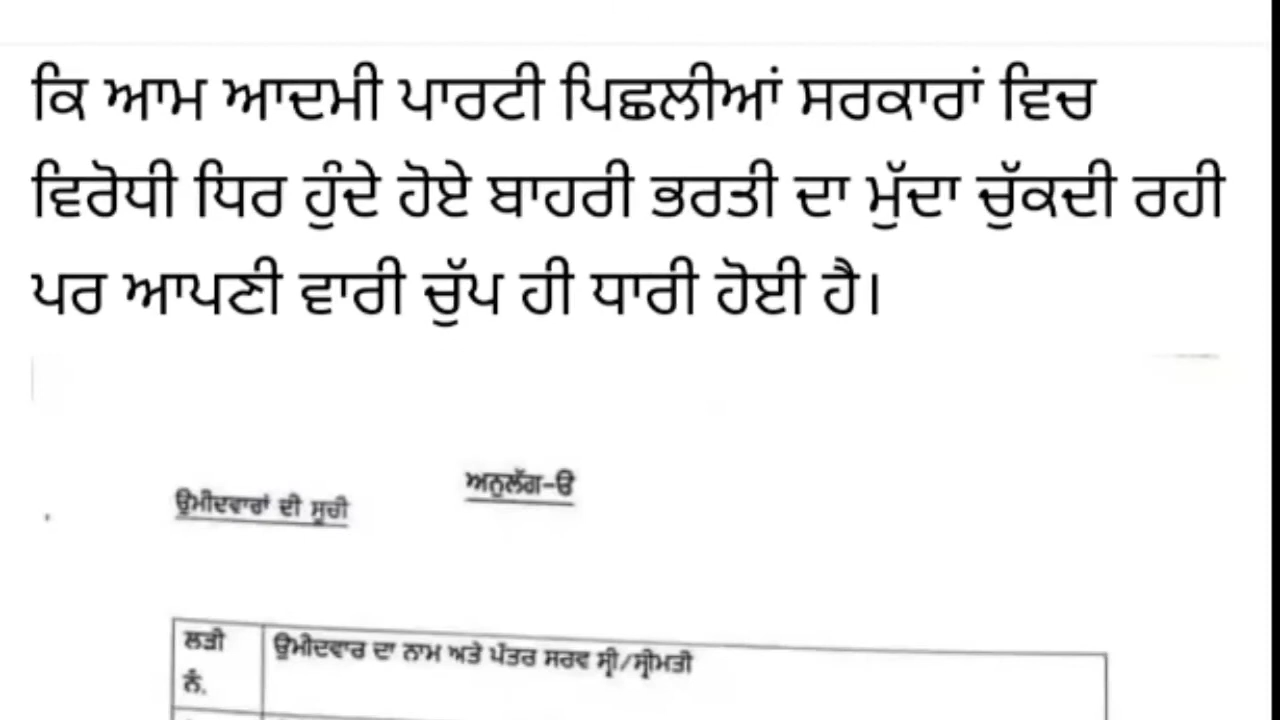 ਕਿ ਆਮ ਆਦਮੀ ਪਾਰਟੀ ਪਿਛਲੀਆਂ ਸਰਕਾਰਾਂ ਵਿਚ
ਵਿਰੋਧੀ ਧਿਰ ਹੁੰਦੇ ਹੋਏ ਬਾਹਰੀ ਭਰਤੀ ਦਾ ਮੁੱਦਾ ਚੁੱਕਦੀ ਰਹੀ
ਪਰ ਆਪਣੀ ਵਾਰੀ ਚੁੱਪ ਹੀ ਧਾਰੀ ਹੋਈ ਹੈ।
ਅਨੁਲੱਗ-ੳ
ਉਮੀਦਵਾਰਾਂ ਦੀ ਸੂਚੀ
ਲੜੀ ਉਮੀਦਵਾਰ ਦਾ ਨਾਮ ਅਤੇ ਪੱਤਰ ਸਰਵ ਸ੍ਰੀ/ਸ੍ਰੀਮਤੀ
ਨੰ.